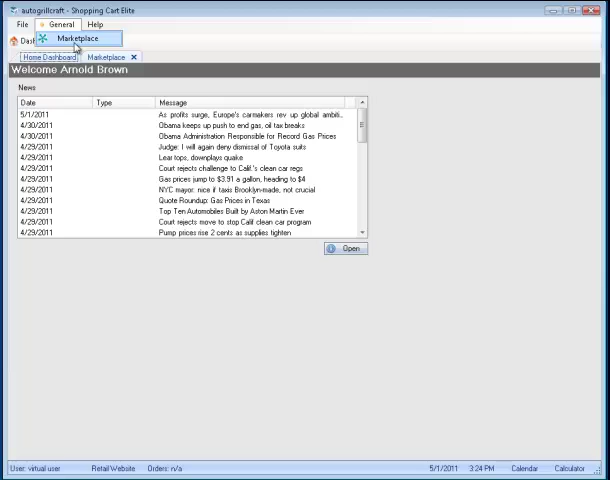 autogrillcraft - Shopping Cart Elite
File General Help
Marketplace
Home Dashboard Marketplace
Welcome Arnold Brown
News
Date Type Message
5/1/2011 As profits surge, Europe's carmakers rev up global ambiti..
4/30/2011 Obama keeps up push to end gas, oil tax breaks
4/30/2011 Obama Administration Responsible for Record Gas Prices
4/29/2011 Judge: I will again deny dismissal of Toyota suits
4/29/2011 Lear tops, downplays quake
4/29/2011 Court rejects challenge to Calif.'s clean car regs
4/29/2011 Gas prices jump to $3.91 a gallon, heading to $4
4/29/2011 NYC mayor: nice if taxis Brooklyn-made, not crucial
4/29/2011 Quote Roundup: Gas Prices in Texas
4/29/2011 Top Ten Automobiles Built by Aston Martin Ever
4/29/2011 Court rejects move to stop Calif clean car program
4/29/2011 Pump prices rise 2 cents as supplies tighten
Open
User: virtual user Retail Website Orders: n/a 5/1/2011 3:24 PM Calendar Calculator